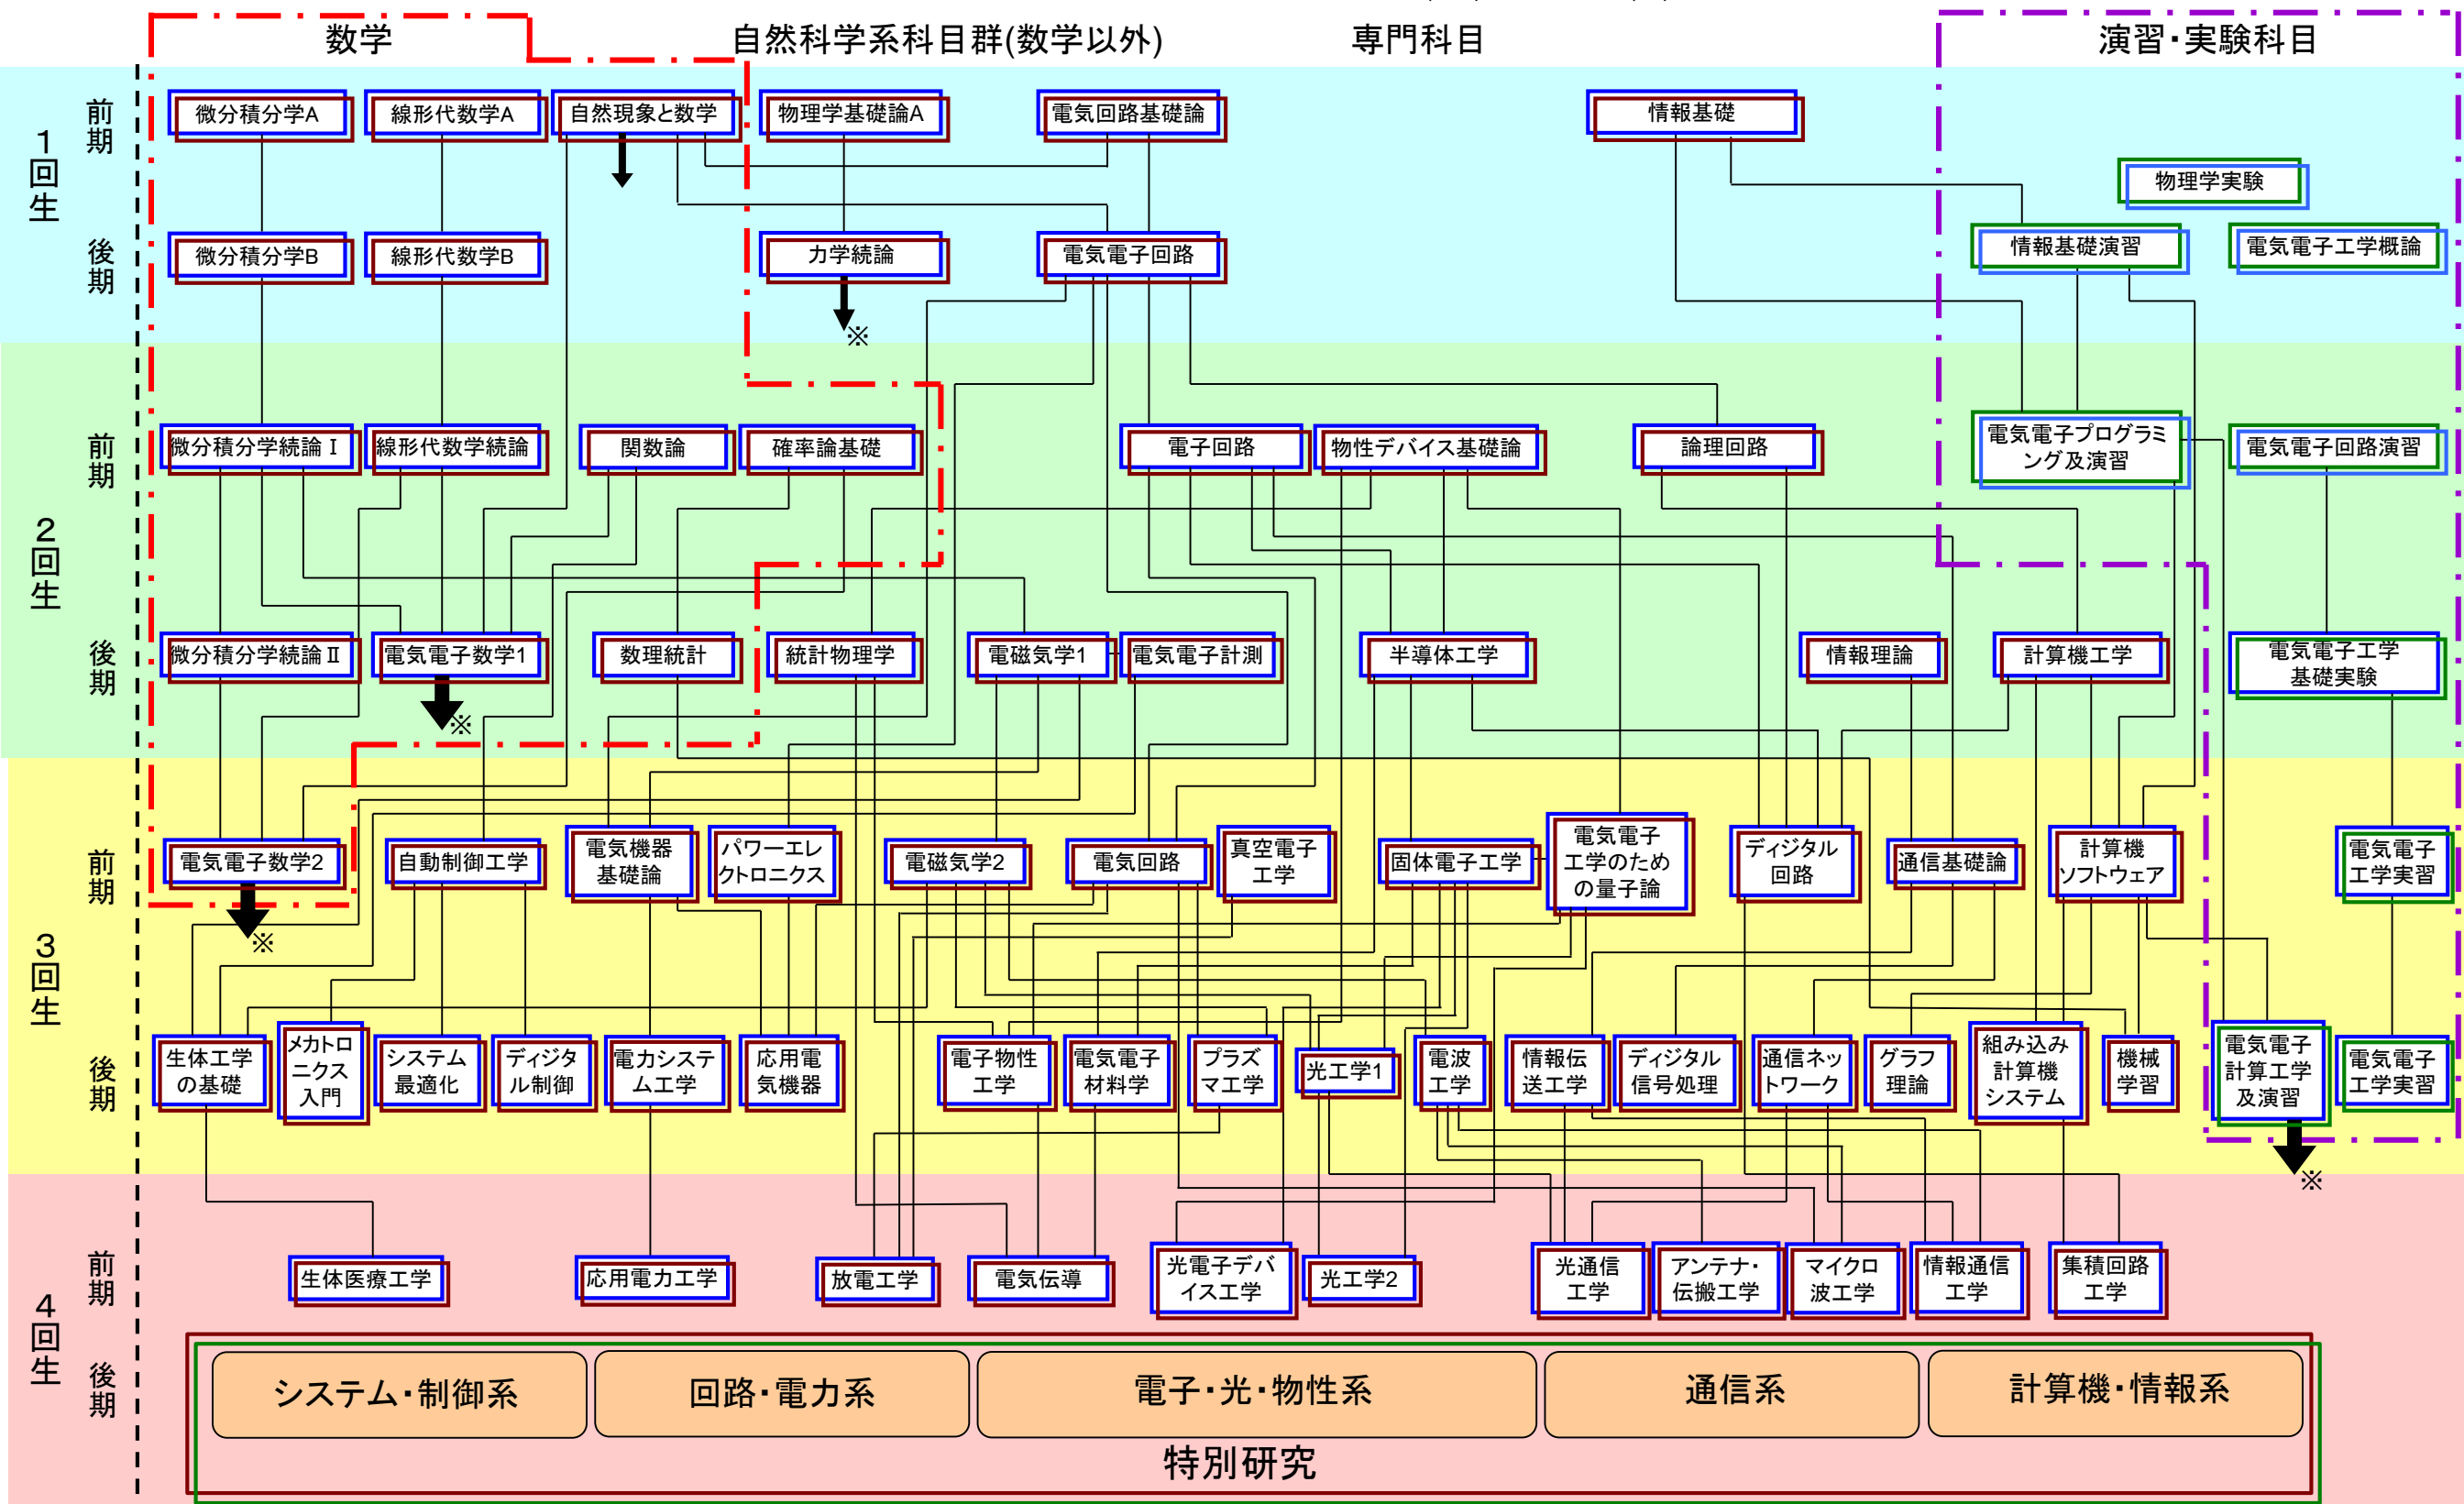 数学
自然科学系科目群(数学以外)
専門科目
演習・実験科目
1回生
前期
微分積分学A
線形代数学A
自然現象と数学
物理学基礎論A
電気回路基礎論
情報基礎
物理学実験
後期
微分積分学B
線形代数学B
力学続論
電気電子回路
情報基礎演習
電気電子工学概論
※
2回生
前期
微分積分学続論Ⅰ
線形代数学続論
関数論
確率論基礎
電子回路
物性デバイス基礎論
論理回路
電気電子プログラミ
ング及演習
電気電子回路演習
後期
微分積分学続論Ⅱ
電気電子数学1
数理統計
統計物理学
電磁気学1
電気電子計測
半導体工学
情報理論
計算機工学
電気電子工学
基礎実験
※
3回生
前期
電気電子数学2
自動制御工学
電気機器
基礎論
パワーエレ
クトロニクス
電磁気学2
電気回路
真空電子
工学
固体電子工学
電気電子
工学のため
の量子論
ディジタル
回路
通信基礎論
計算機
ソフトウェア
電気電子
工学実習
※
後期
生体工学
の基礎
メカトロ
ニクス
入門
システム
最適化
ディジタ
ル制御
電力システ
ム工学
応用電
気機器
電子物性
工学
電気電子
材料学
プラズ
マ工学
光工学1
電波
工学
情報伝
送工学
ディジタル
信号処理
通信ネッ
トワーク
グラフ
理論
組み込み
計算機
システム
機械
学習
電気電子
計算工学
及演習
電気電子
工学実習
※
4回生
前期
生体医療工学
応用電力工学
放電工学
電気伝導
光電子デバ
イス工学
光工学2
光通信
工学
アンテナ・
伝搬工学
マイクロ
波工学
情報通信
工学
集積回路
工学
後期
システム・制御系
回路・電力系
電子・光・物性系
通信系
計算機・情報系
特別研究